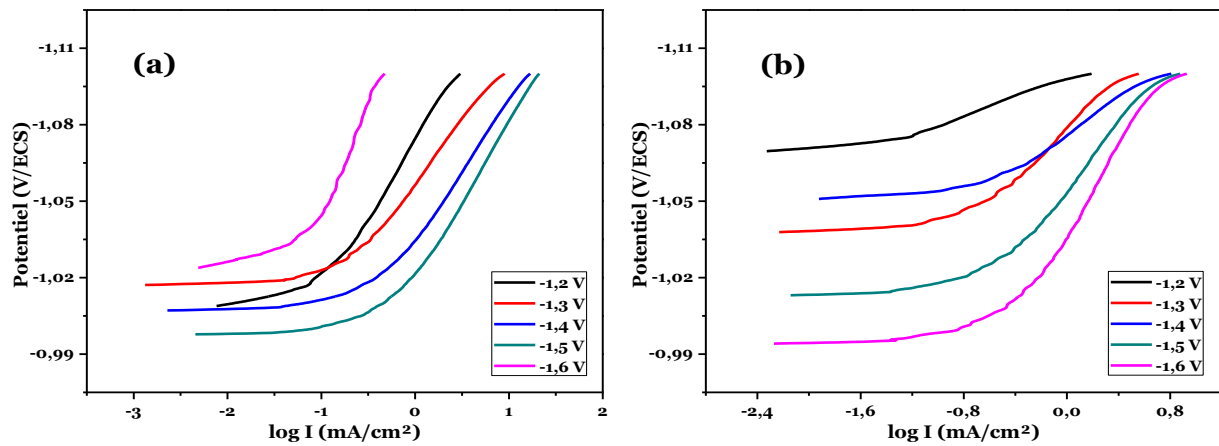 (a)
Potentiel (V/ECS)
-1,11
-1,08
-1,05
-1,02
-0,99
-3
-2
-1
0
1
2
log I (mA/cm²)
-1,2 V
-1,3 V
-1,4 V
-1,5 V
-1,6 V
(b)
Potentiel (V/ECS)
-1,11
-1,08
-1,05
-1,02
-0,99
-2,4
-1,6
-0,8
0,0
0,8
log I (mA/cm²)
-1,2 V
-1,3 V
-1,4 V
-1,5 V
-1,6 V